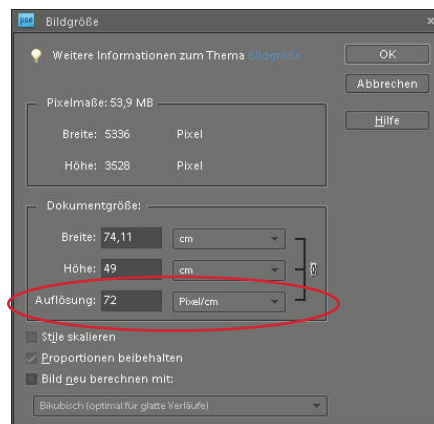 pse Bildgröße
Weitere Informationen zum Thema Bildgröße
OK
Abbrechen
Hilfe
Pixelmaße: 53,9 MB
Breite: 5336 Pixel
Höhe: 3528 Pixel
Dokumentgröße:
Breite: 74,11 cm
Höhe: 49 cm
Auflösung: 72 Pixel/cm
Stile skalieren
Proportionen beibehalten
Bild neu berechnen mit:
Bikubisch (optimal für glatte Verläufe)